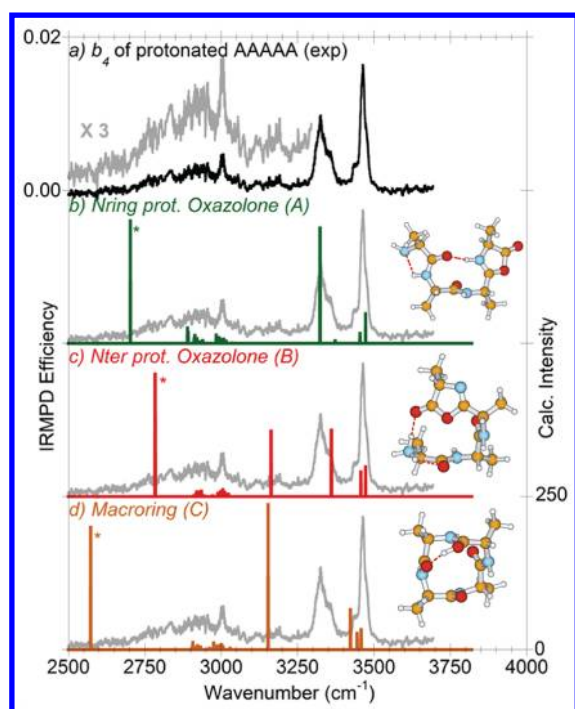 0.02
a) b4 of protonated AAAAA (exp)
X 3
0.00
b) Nring prot. Oxazolone (A)
*
c) Nter prot. Oxazolone (B)
*
250
d) Macroring (C)
*
0
IRMPD Efficiency
Calc. Intensity
2500 2750 3000 3250 3500 3750 4000
Wavenumber (cm-1)